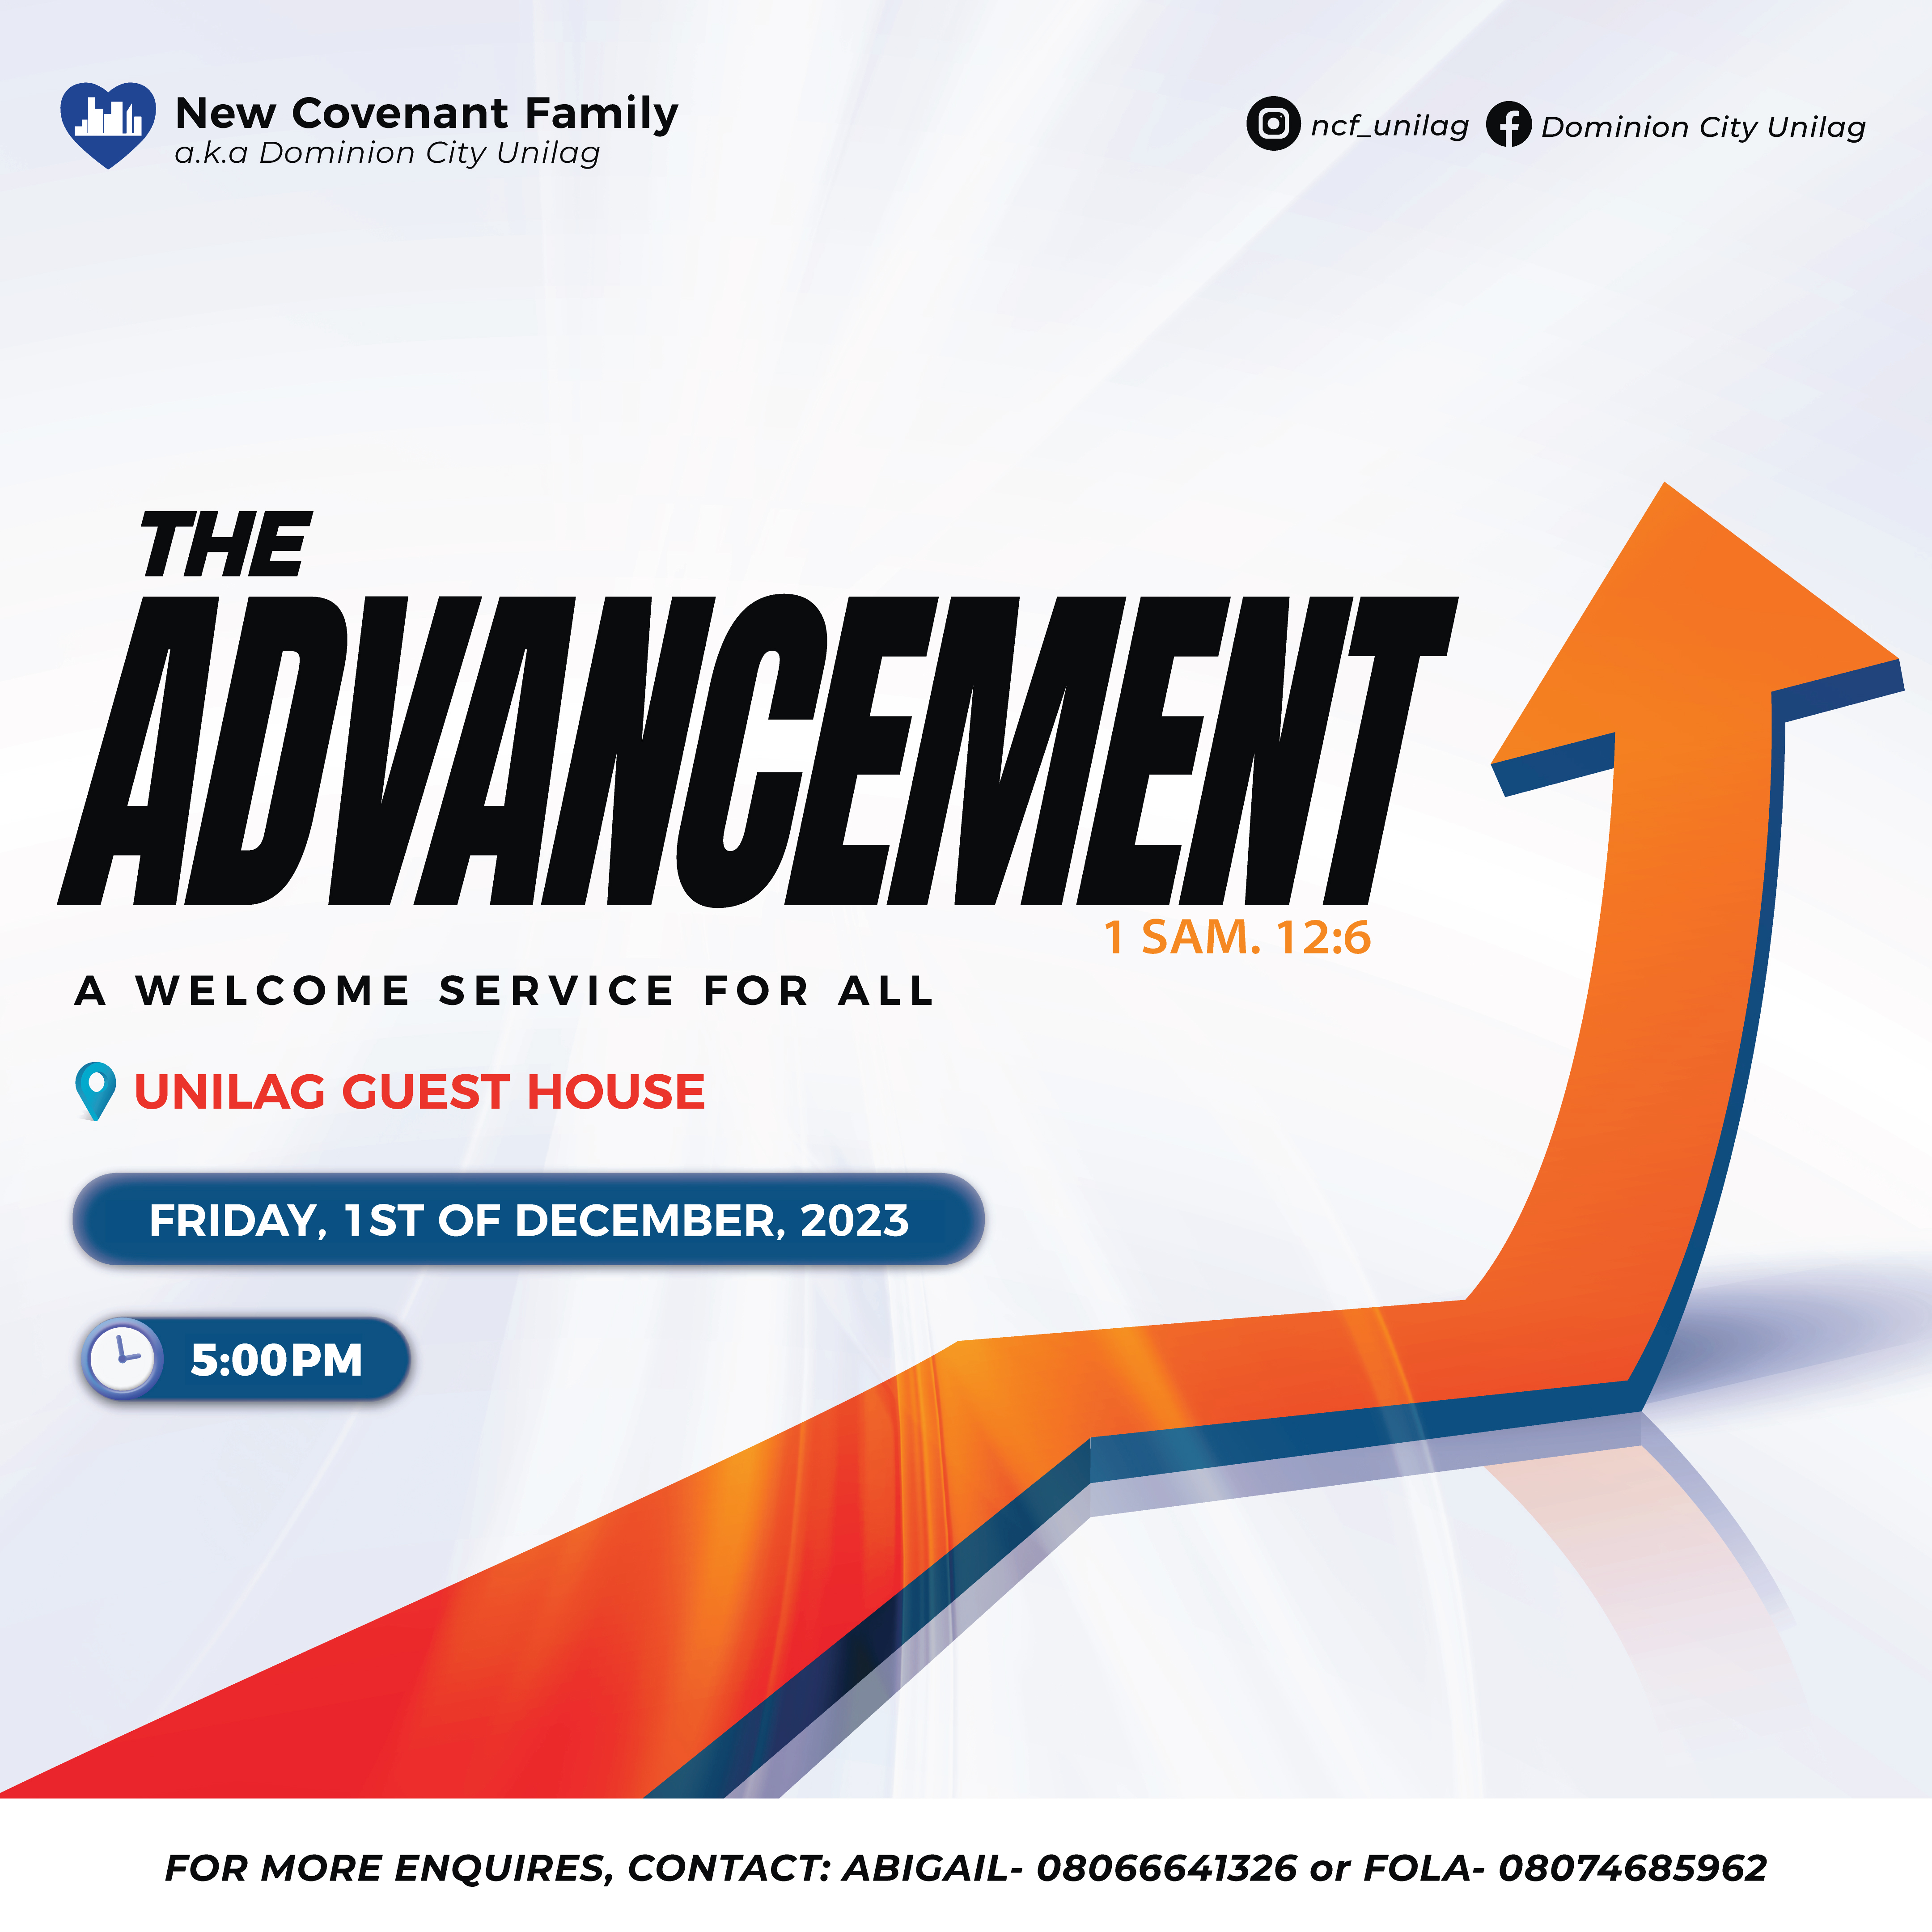 New Covenant Family
a.k.a Dominion City Unilag
ncf_unilag
Dominion City Unilag
THE
ADVANCEMENT
1 SAM. 12:6
A WELCOME SERVICE FOR ALL
UNILAG GUEST HOUSE
FRIDAY, 1ST OF DECEMBER, 2023
5:00PM
FOR MORE ENQUIRES, CONTACT: ABIGAIL- 08066641326 or FOLA- 08074685962